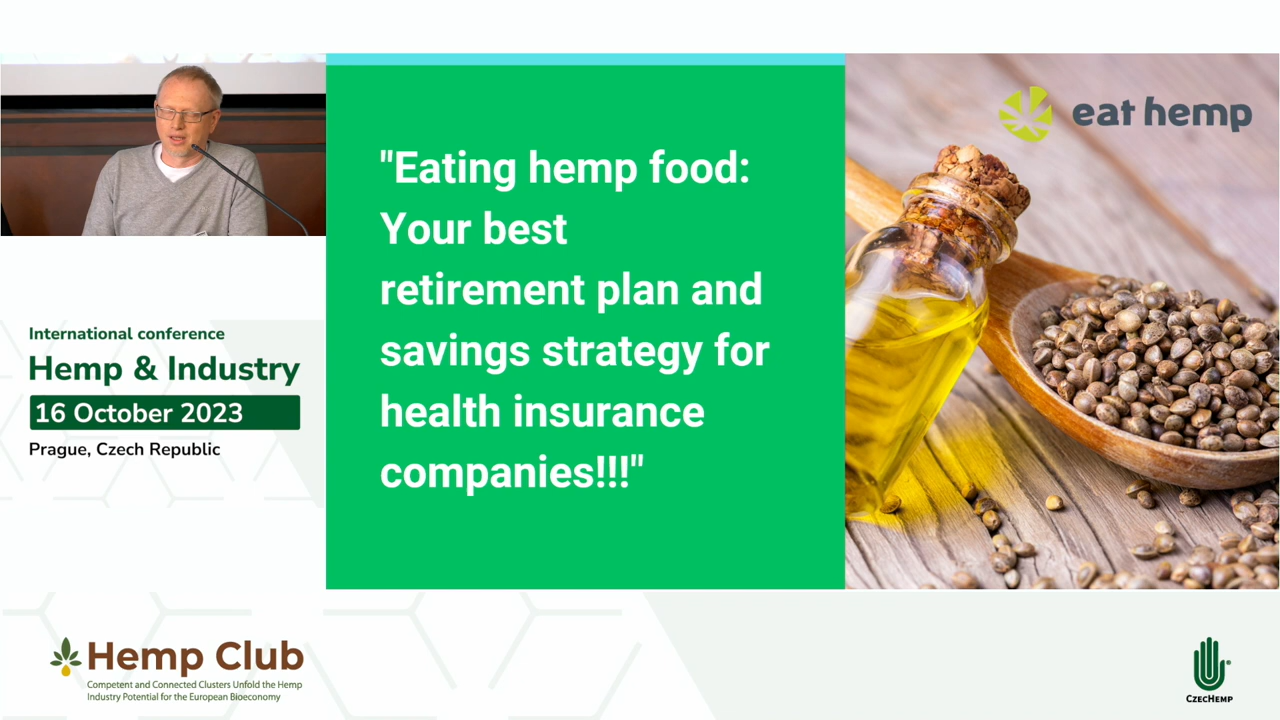 eat hemp
"Eating hemp food:
Your best
retirement plan and
savings strategy for
health insurance
companies!!!"
International conference
Hemp & Industry
16 October 2023
Prague, Czech Republic
Hemp Club
Competent and Connected Clusters Unfold the Hemp
Industry Potential for the European Bioeconomy
CZECHEMP